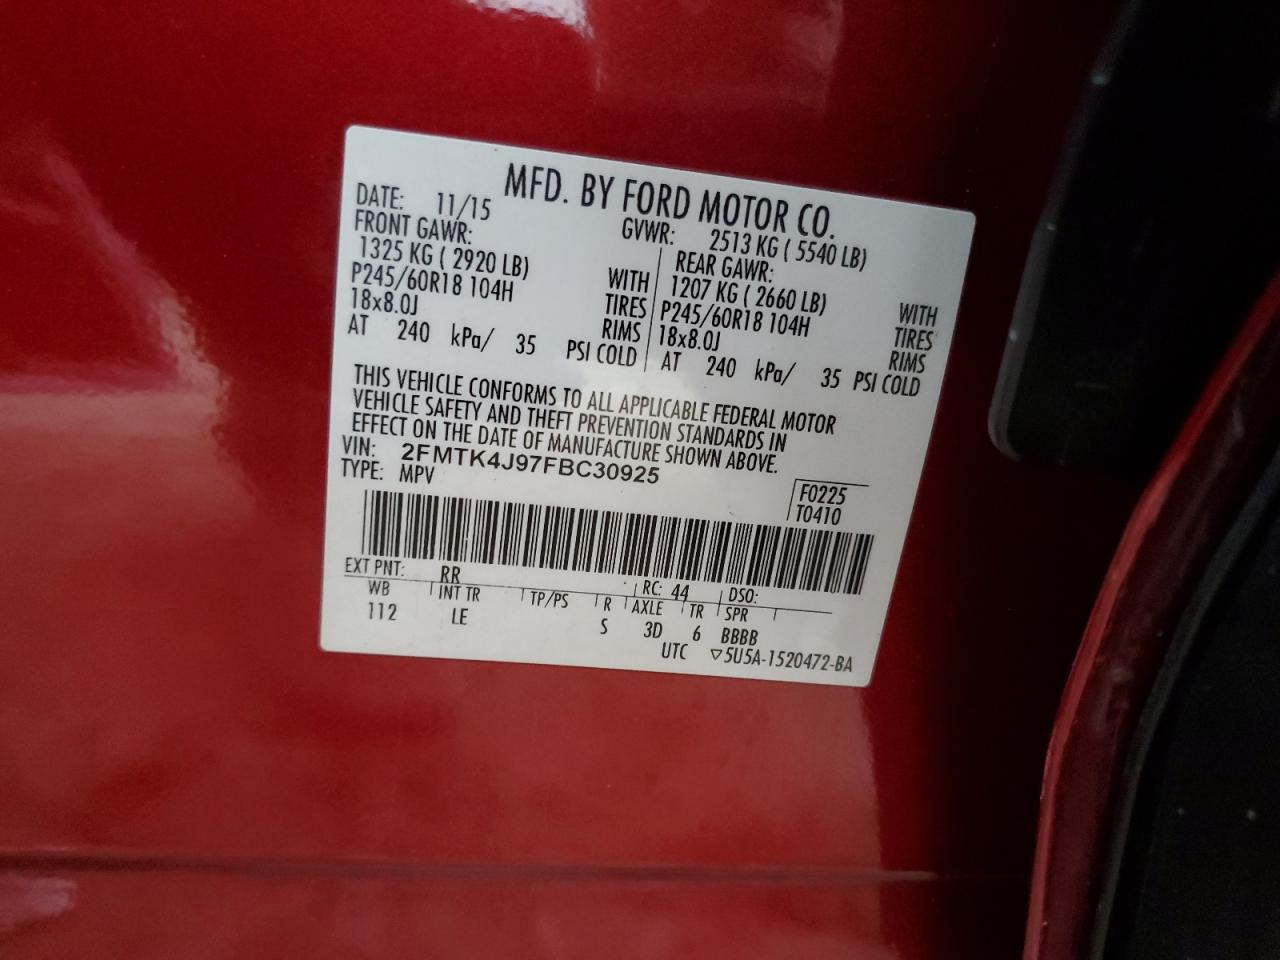 MFD. BY FORD MOTOR CO.
DATE: 11/15
GVWR: 2513 KG ( 5540 LB)
FRONT GAWR:
1325 KG ( 2920 LB)
P245/60R18 104H WITH TIRES
18x8.0J RIMS
AT 240 kPa/ 35 PSI COLD
REAR GAWR:
1207 KG ( 2660 LB)
P245/60R18 104H WITH TIRES
18x8.0J RIMS
AT 240 kPa/ 35 PSI COLD
THIS VEHICLE CONFORMS TO ALL APPLICABLE FEDERAL MOTOR
VEHICLE SAFETY AND THEFT PREVENTION STANDARDS IN
EFFECT ON THE DATE OF MANUFACTURE SHOWN ABOVE.
VIN: 2FMTK4J97FBC30925
TYPE: MPV
F0225
T0410
EXT PNT: RR RC: 44 DSO:
WB INT TR TP/PS R AXLE TR SPR
112 LE S 3D 6 BBBB
UTC ▽5U5A-1520472-BA